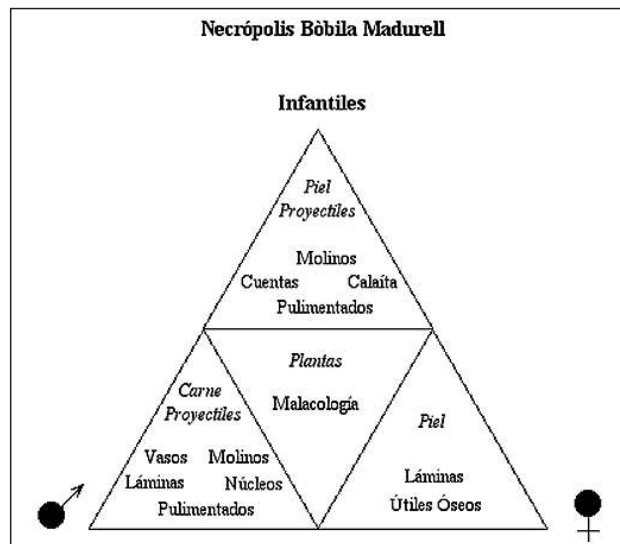 Necrópolis Bòbila Madurell
Infantiles
Piel
Proyectiles
Molinos
Cuentas Calaíta
Pulimentados
Plantas
Malacología
Carne
Proyectiles
Vasos Molinos
Láminas Núcleos
Pulimentados
Piel
Láminas
Útiles Óseos